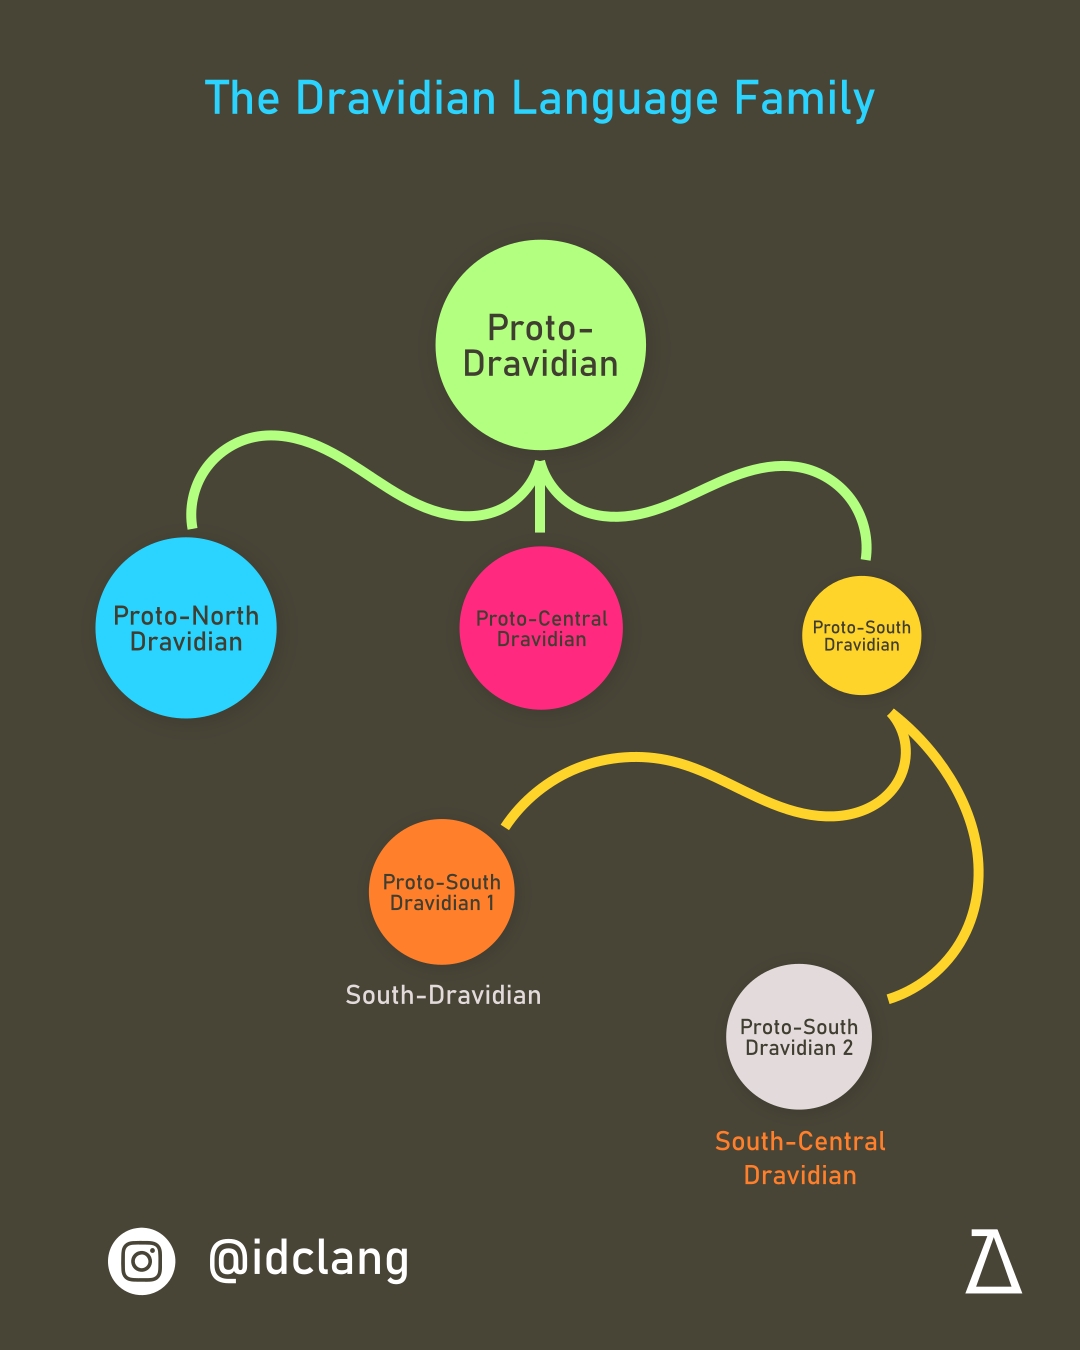 The Dravidian Language Family
Proto-
Dravidian
Proto-North
Dravidian
Proto-Central
Dravidian
Proto-South
Dravidian
Proto-South
Dravidian 1
South-Dravidian
Proto-South
Dravidian 2
South-Central
Dravidian
@idclang